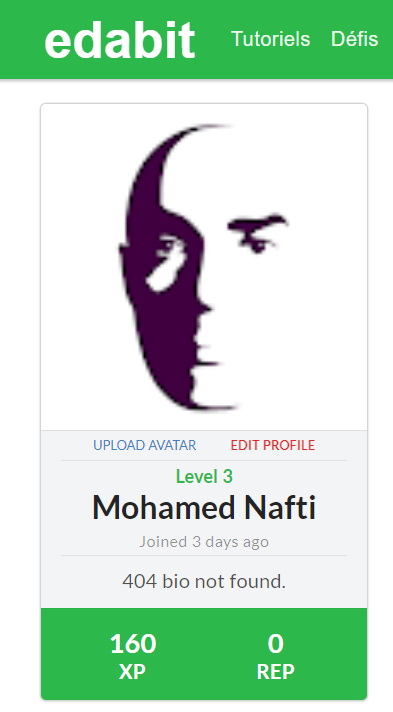 edabit Tutoriels Défis
UPLOAD AVATAR EDIT PROFILE
Level 3
Mohamed Nafti
Joined 3 days ago
404 bio not found.
160 0
XP REP